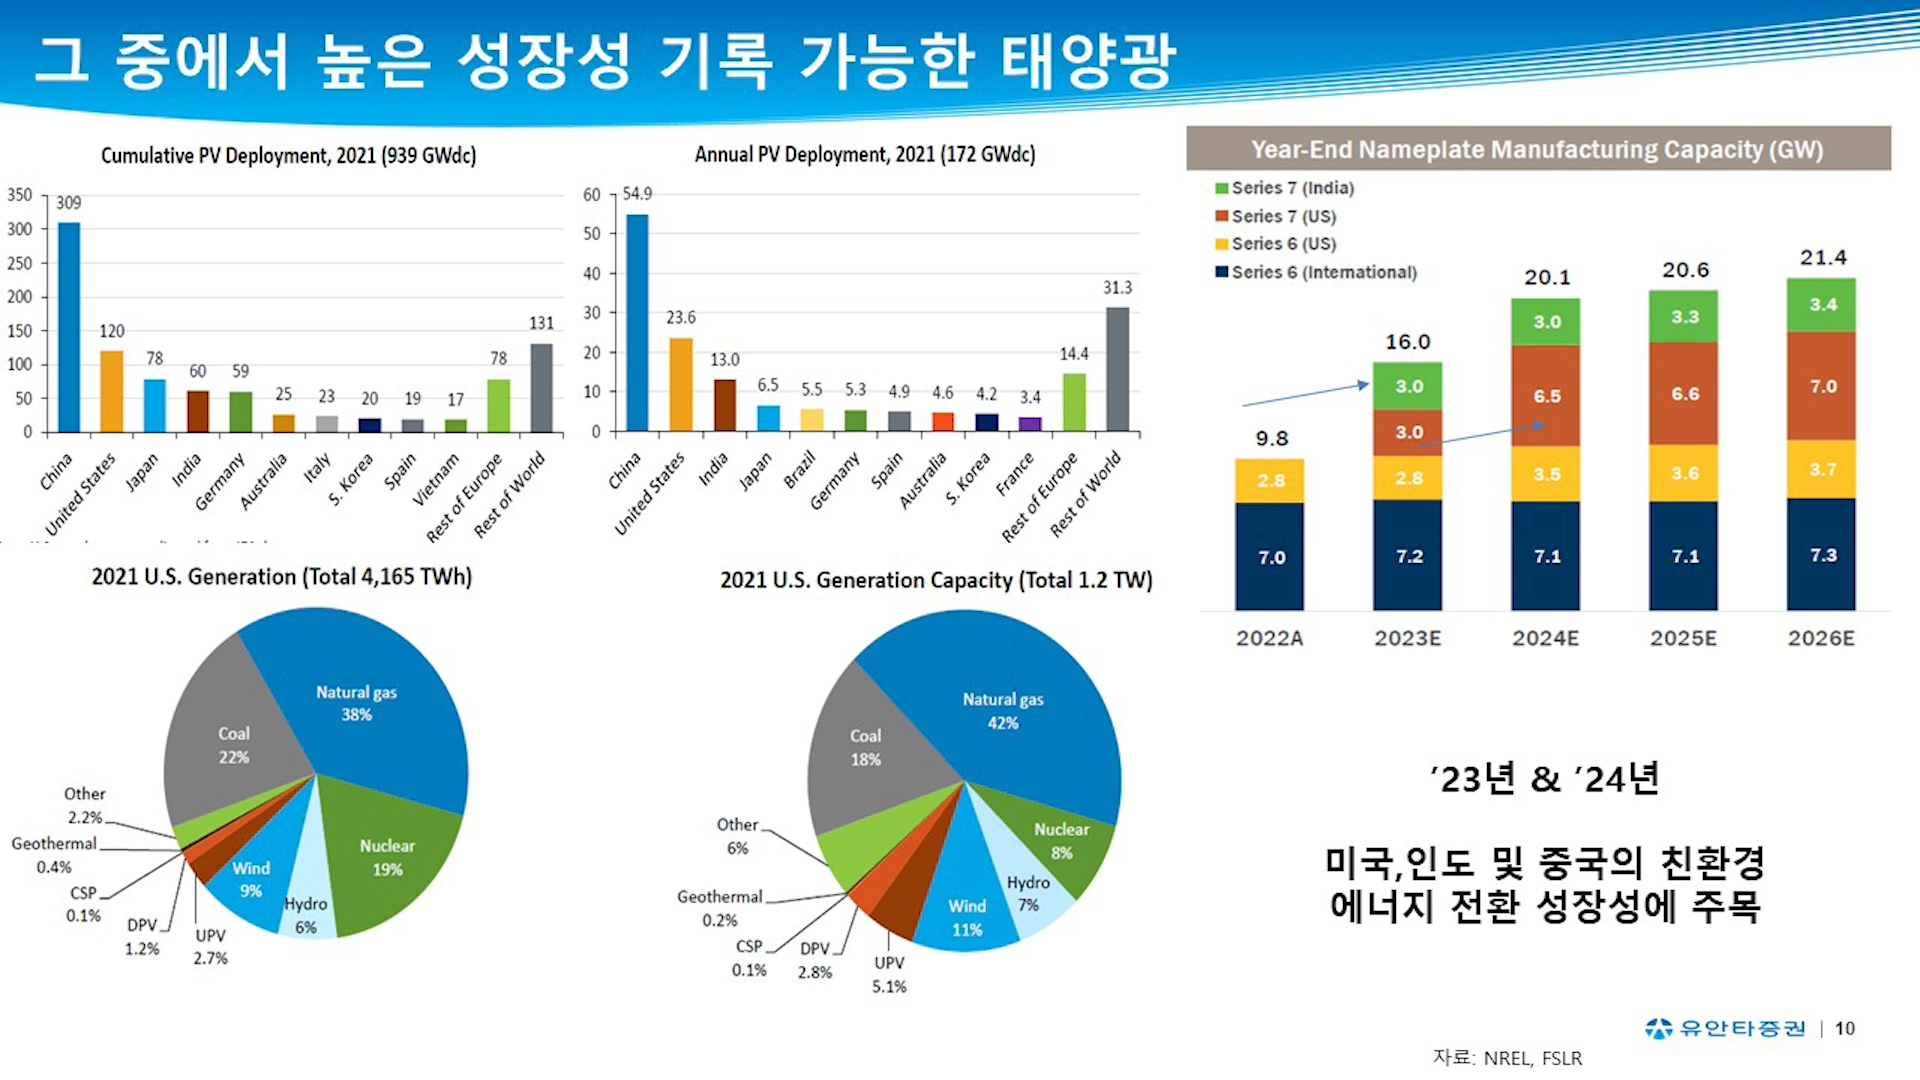 그 중에서 높은 성장성 기록 가능한 태양광
Cumulative PV Deployment, 2021 (939 GWdc)
350
300
250
200
150
100
50
0
309
120
78
60
59
25
23
20
19
17
78
131
China
United States
Japan
India
Germany
Australia
Italy
S. Korea
Spain
Vietnam
Rest of Europe
Rest of World
Annual PV Deployment, 2021 (172 GWdc)
60
50
40
30
20
10
0
54.9
23.6
13.0
6.5
5.5
5.3
4.9
4.6
4.2
3.4
14.4
31.3
China
United States
India
Japan
Brazil
Germany
Spain
Australia
S. Korea
France
Rest of Europe
Rest of World
Year-End Nameplate Manufacturing Capacity (GW)
Series 7 (India)
Series 7 (US)
Series 6 (US)
Series 6 (International)
9.8
2.8
7.0
16.0
3.0
3.0
2.8
7.2
20.1
3.0
6.5
3.5
7.1
20.6
3.3
6.6
3.6
7.1
21.4
3.4
7.0
3.7
7.3
2022A
2023E
2024E
2025E
2026E
2021 U.S. Generation (Total 4,165 TWh)
Natural gas
38%
Coal
22%
Other
2.2%
Geothermal
0.4%
CSP
0.1%
DPV
1.2%
UPV
2.7%
Wind
9%
Hydro
6%
Nuclear
19%
2021 U.S. Generation Capacity (Total 1.2 TW)
Natural gas
42%
Coal
18%
Other
6%
Geothermal
0.2%
CSP
0.1%
DPV
2.8%
UPV
5.1%
Wind
11%
Hydro
7%
Nuclear
8%
’23년 & ’24년
미국,인도 및 중국의 친환경
에너지 전환 성장성에 주목
유안타증권 | 10
자료: NREL, FSLR